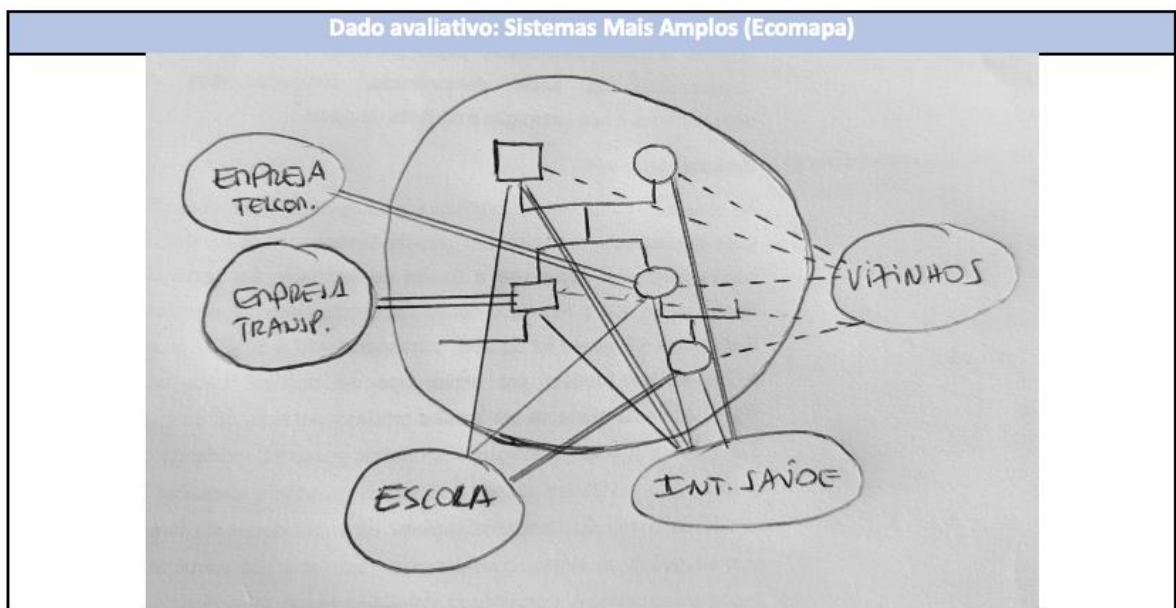 Dado avaliativo: Sistemas Mais Amplos (Ecomapa)
EMPRESA
TELCOM.
EMPRESA
TRANSP.
VIZINHOS
ESCOLA
INT. SAÚDE